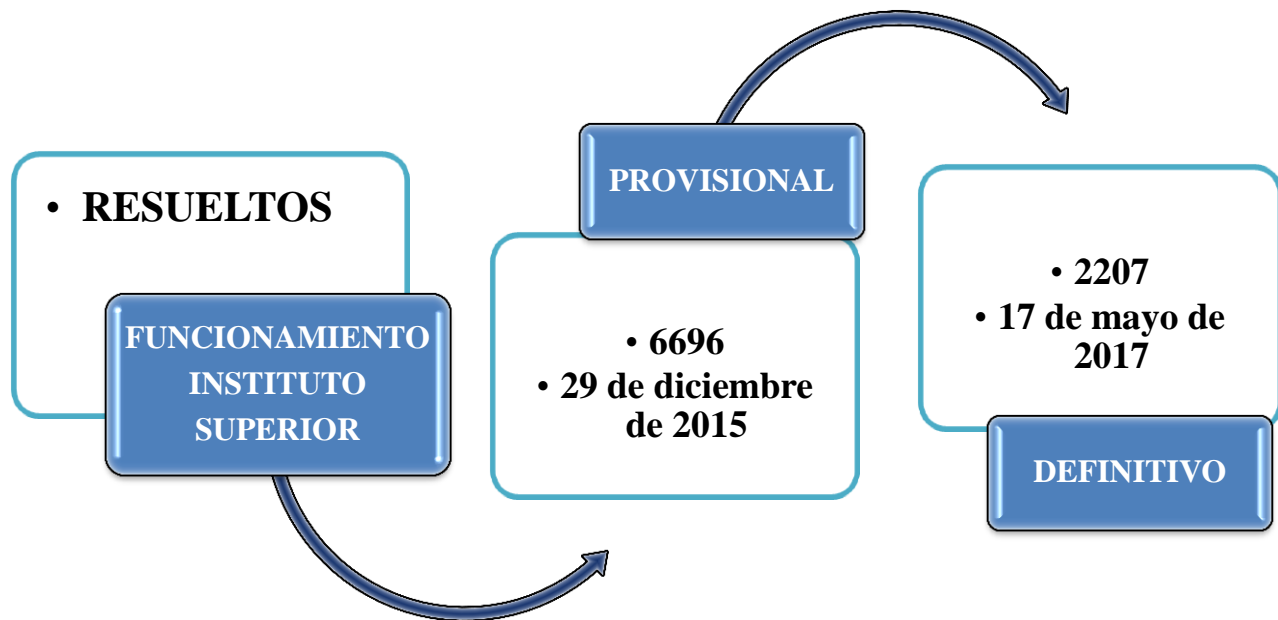 • RESUELTOS
FUNCIONAMIENTO
INSTITUTO
SUPERIOR
PROVISIONAL
• 6696
• 29 de diciembre
de 2015
• 2207
• 17 de mayo de
2017
DEFINITIVO